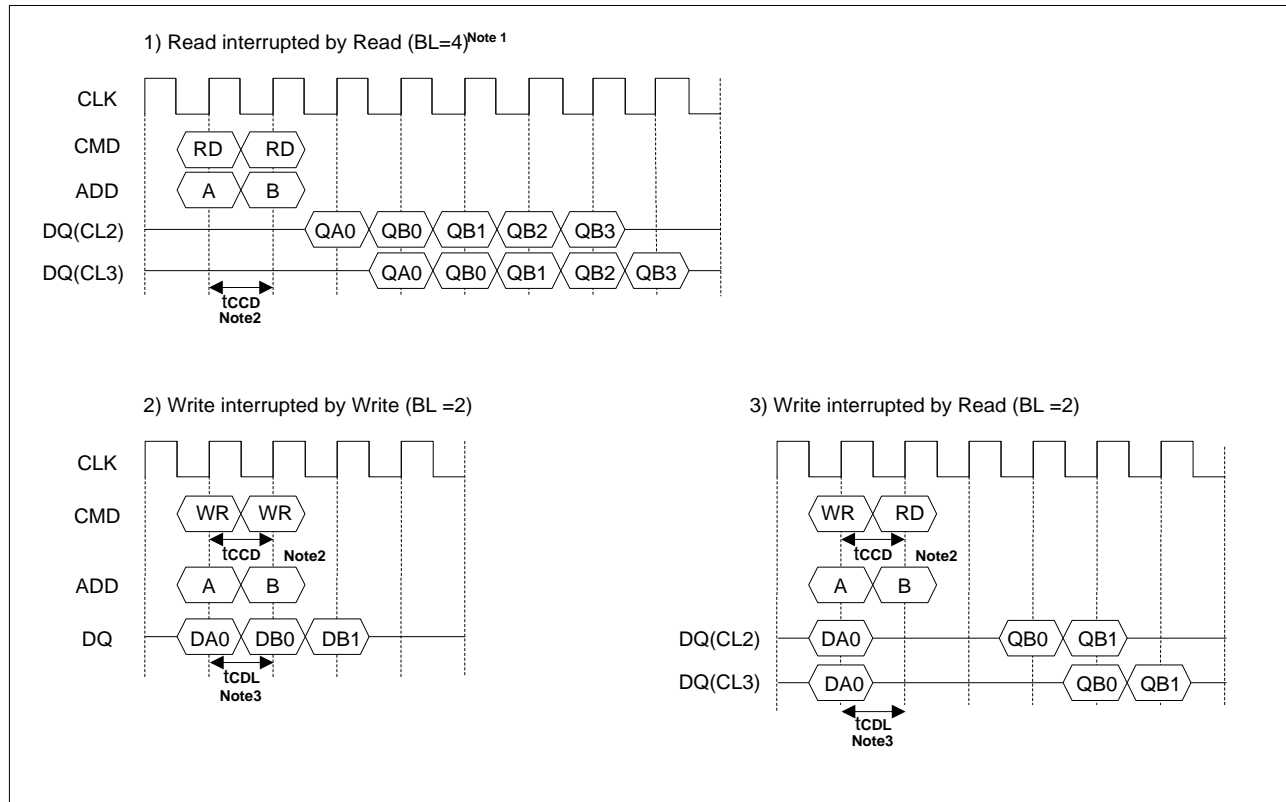 1) Read interrupted by Read (BL=4)Note 1
CLK
CMD RD RD
ADD A B
DQ(CL2) QA0 QB0 QB1 QB2 QB3
DQ(CL3) QA0 QB0 QB1 QB2 QB3
tCCD
Note2
2) Write interrupted by Write (BL =2)
CLK
CMD WR WR
tCCD Note2
ADD A B
DQ DA0 DB0 DB1
tCDL
Note3
3) Write interrupted by Read (BL =2)
CLK
CMD WR RD
tCCD Note2
ADD A B
DQ(CL2) DA0 QB0 QB1
DQ(CL3) DA0 QB0 QB1
tCDL
Note3